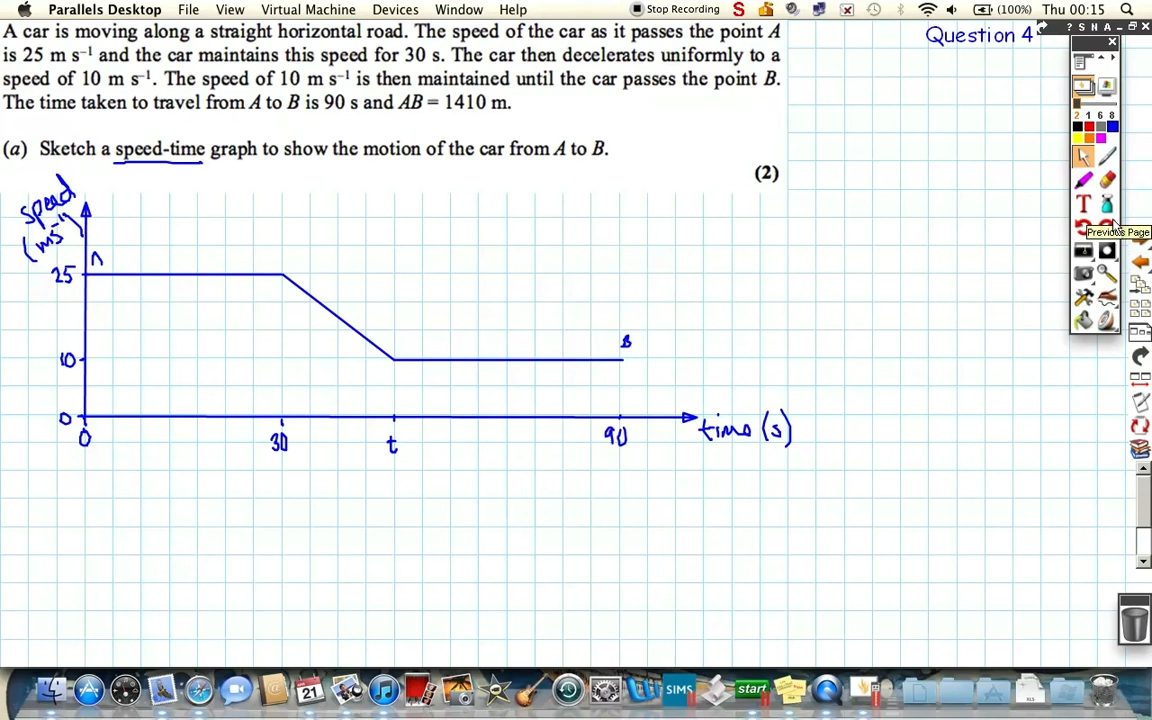 Parallels Desktop File View Virtual Machine Devices Window Help Stop Recording S (100%) Thu 00:15
A car is moving along a straight horizontal road. The speed of the car as it passes the point A
is 25 m s⁻¹ and the car maintains this speed for 30 s. The car then decelerates uniformly to a
speed of 10 m s⁻¹. The speed of 10 m s⁻¹ is then maintained until the car passes the point B.
The time taken to travel from A to B is 90 s and AB = 1410 m.
Question 4
? S N A
2 1 6 8
T
Previous Page
(a) Sketch a speed-time graph to show the motion of the car from A to B.
(2)
speed
(ms⁻¹)
A
25
B
10
0
0 30 t 90 time (s)
21
SIMS
start
XLS